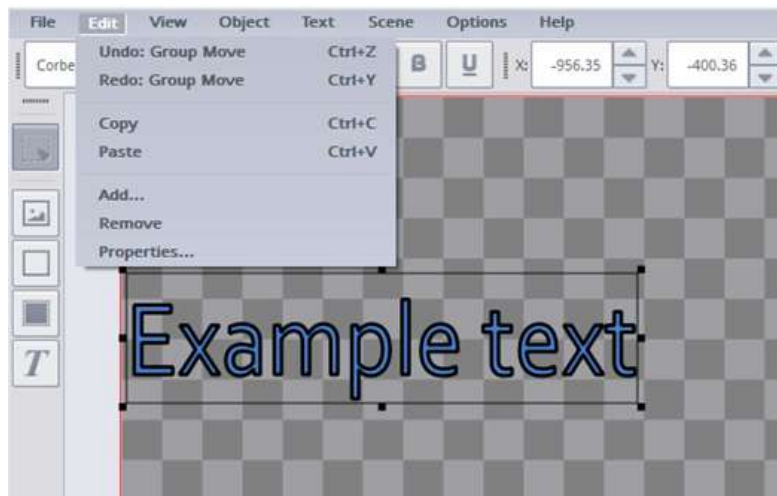 File Edit View Object Text Scene Options Help
Corbe B U X: -956.35 Y: -400.36
Undo: Group Move Ctrl+Z
Redo: Group Move Ctrl+Y
Copy Ctrl+C
Paste Ctrl+V
Add...
Remove
Properties...
T
Example text